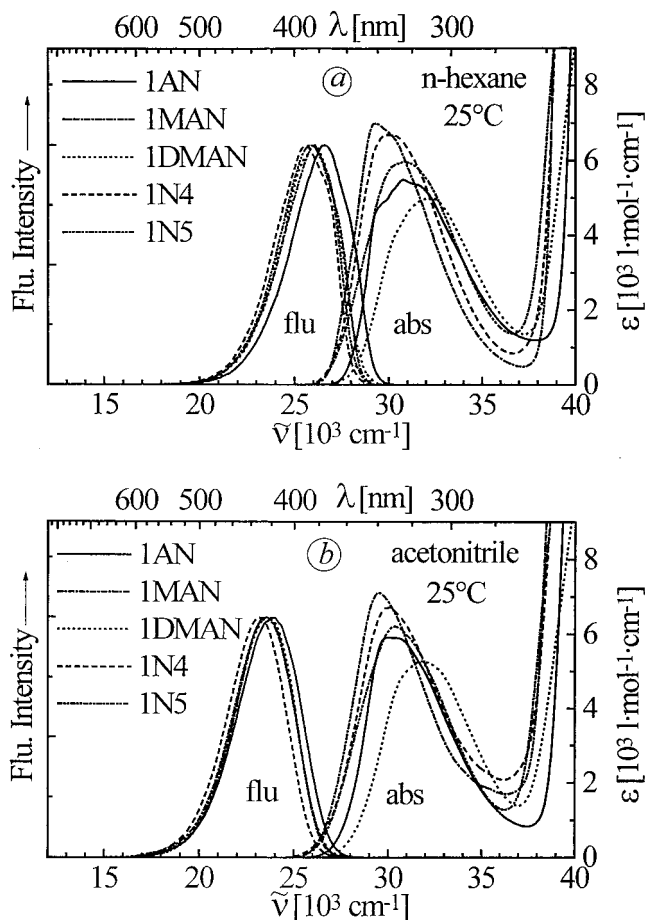 600 500 400 λ [nm] 300
1AN
1MAN
1DMAN
1N4
1N5
a
n-hexane
25°C
flu
abs
Flu. Intensity
8
6
4
2
0
ε [10³ l·mol⁻¹·cm⁻¹]
15 20 25 30 35 40
ṽ [10³ cm⁻¹]
600 500 400 λ [nm] 300
1AN
1MAN
1DMAN
1N4
1N5
b
acetonitrile
25°C
flu
abs
Flu. Intensity
8
6
4
2
0
ε [10³ l·mol⁻¹·cm⁻¹]
15 20 25 30 35 40
ṽ [10³ cm⁻¹]